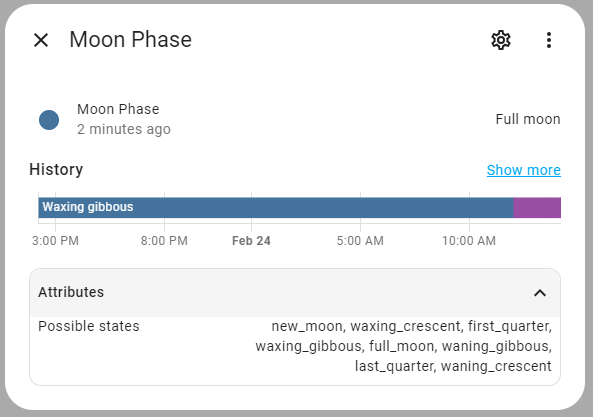 Moon Phase
Moon Phase
2 minutes ago
Full moon
History
Show more
Waxing gibbous
3:00 PM
8:00 PM
Feb 24
5:00 AM
10:00 AM
Attributes
Possible states
new_moon, waxing_crescent, first_quarter,
waxing_gibbous, full_moon, waning_gibbous,
last_quarter, waning_crescent